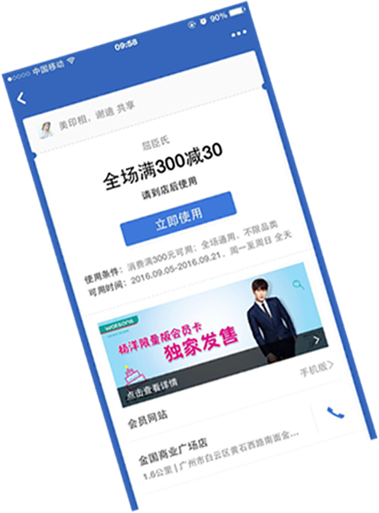 中国移动
09:58
90%
美印相、谢迪 共享
屈臣氏
全场满300减30
请到店后使用
立即使用
使用条件：消费满300元可用；全场通用，不限品类
可用时间：2016.09.05-2016.09.21，周一至周日 全天
watsons
杨洋限量版会员卡
独家发售
点击查看详情
会员网站
手机版
金国商业广场店
1.6公里 | 广州市白云区黄石西路南面金…